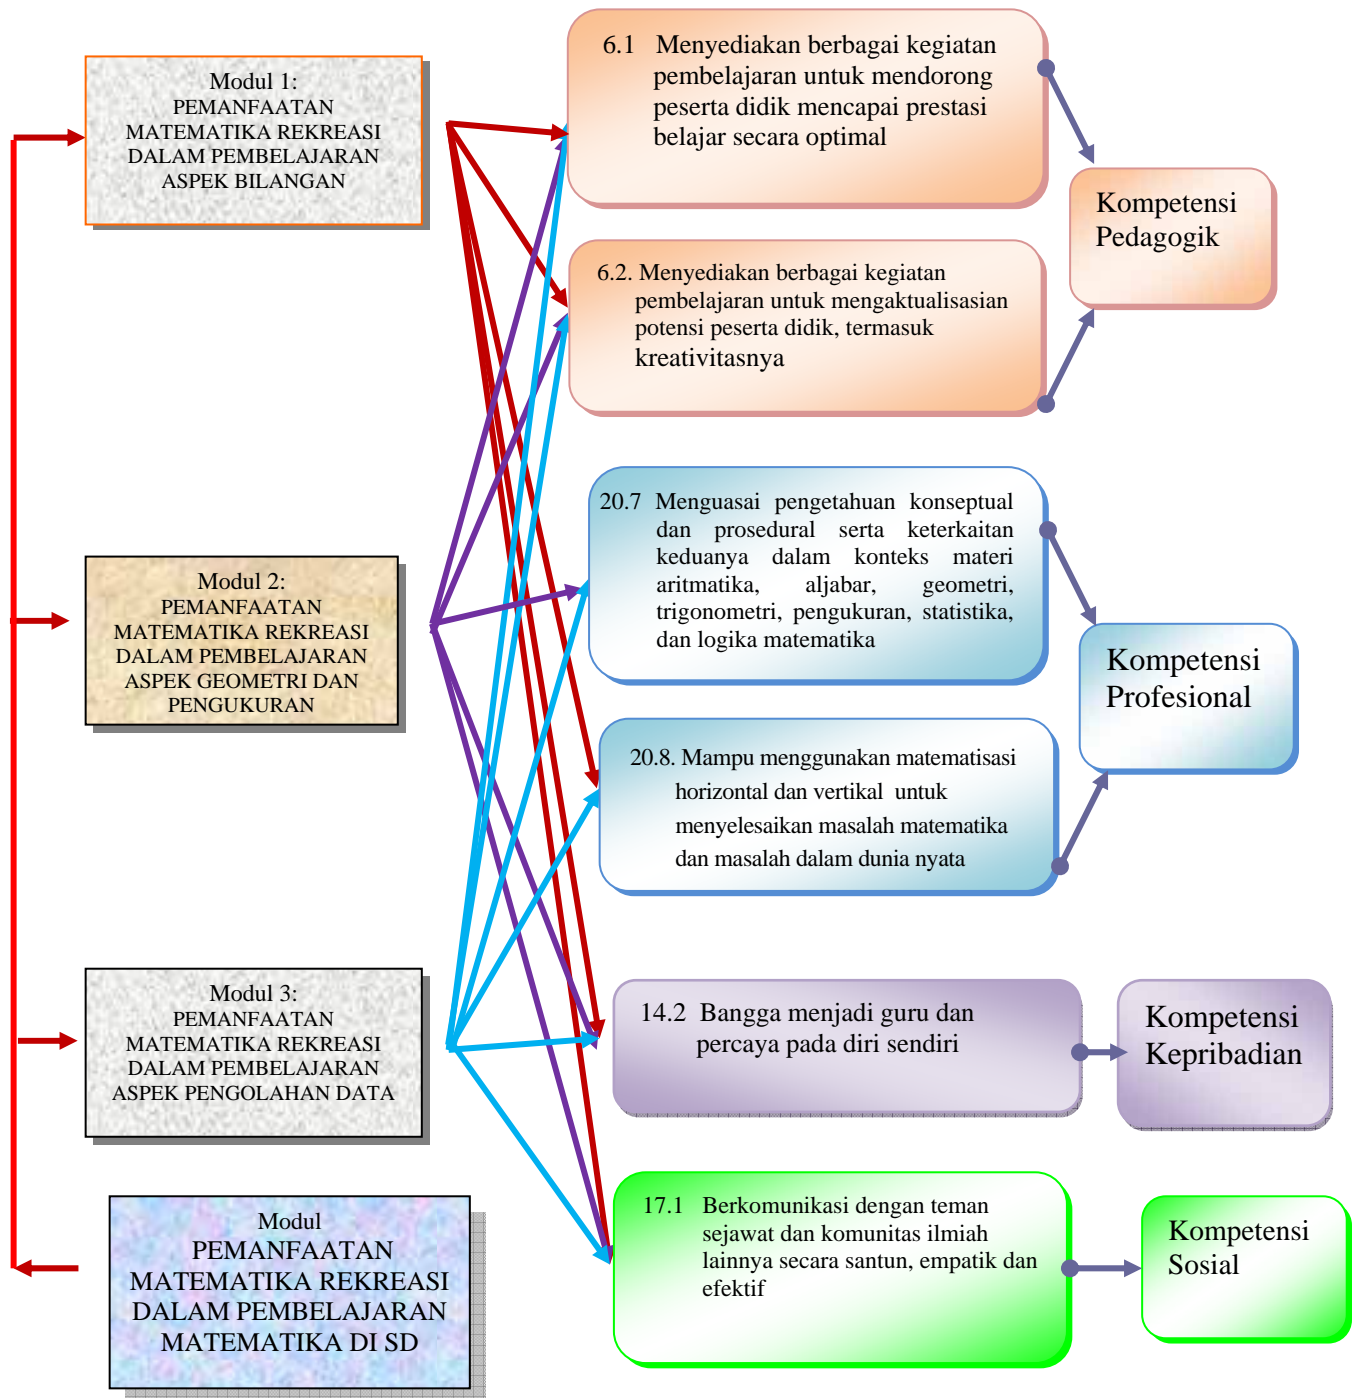 Modul 1:
PEMANFAATAN
MATEMATIKA REKREASI
DALAM PEMBELAJARAN
ASPEK BILANGAN
Modul 2:
PEMANFAATAN
MATEMATIKA REKREASI
DALAM PEMBELAJARAN
ASPEK GEOMETRI DAN
PENGUKURAN
Modul 3:
PEMANFAATAN
MATEMATIKA REKREASI
DALAM PEMBELAJARAN
ASPEK PENGOLAHAN DATA
Modul
PEMANFAATAN
MATEMATIKA REKREASI
DALAM PEMBELAJARAN
MATEMATIKA DI SD
6.1 Menyediakan berbagai kegiatan
pembelajaran untuk mendorong
peserta didik mencapai prestasi
belajar secara optimal
6.2. Menyediakan berbagai kegiatan
pembelajaran untuk mengaktualisasian
potensi peserta didik, termasuk
kreativitasnya
20.7 Menguasai pengetahuan konseptual
dan prosedural serta keterkaitan
keduanya dalam konteks materi
aritmatika, aljabar, geometri,
trigonometri, pengukuran, statistika,
dan logika matematika
20.8. Mampu menggunakan matematisasi
horizontal dan vertikal untuk
menyelesaikan masalah matematika
dan masalah dalam dunia nyata
14.2 Bangga menjadi guru dan
percaya pada diri sendiri
17.1 Berkomunikasi dengan teman
sejawat dan komunitas ilmiah
lainnya secara santun, empatik dan
efektif
Kompetensi
Pedagogik
Kompetensi
Profesional
Kompetensi
Kepribadian
Kompetensi
Sosial